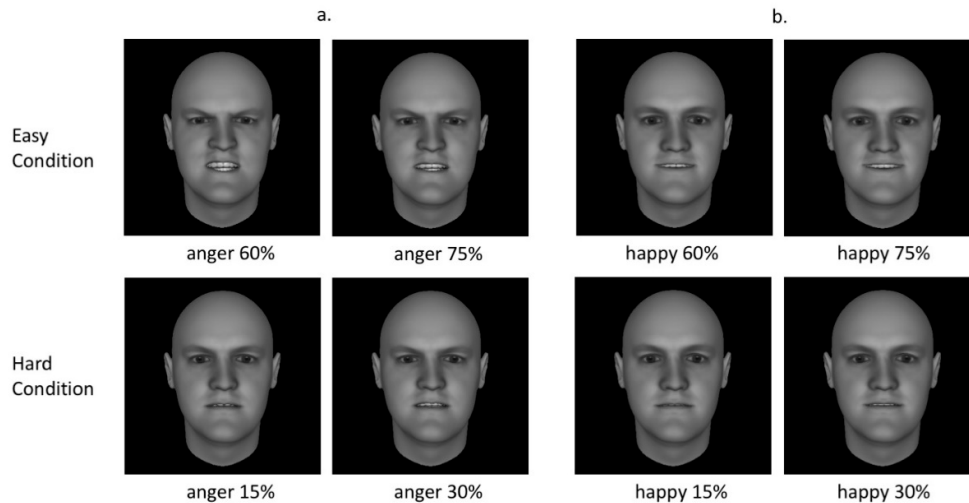 a.
b.
Easy
Condition
anger 60%
anger 75%
happy 60%
happy 75%
Hard
Condition
anger 15%
anger 30%
happy 15%
happy 30%